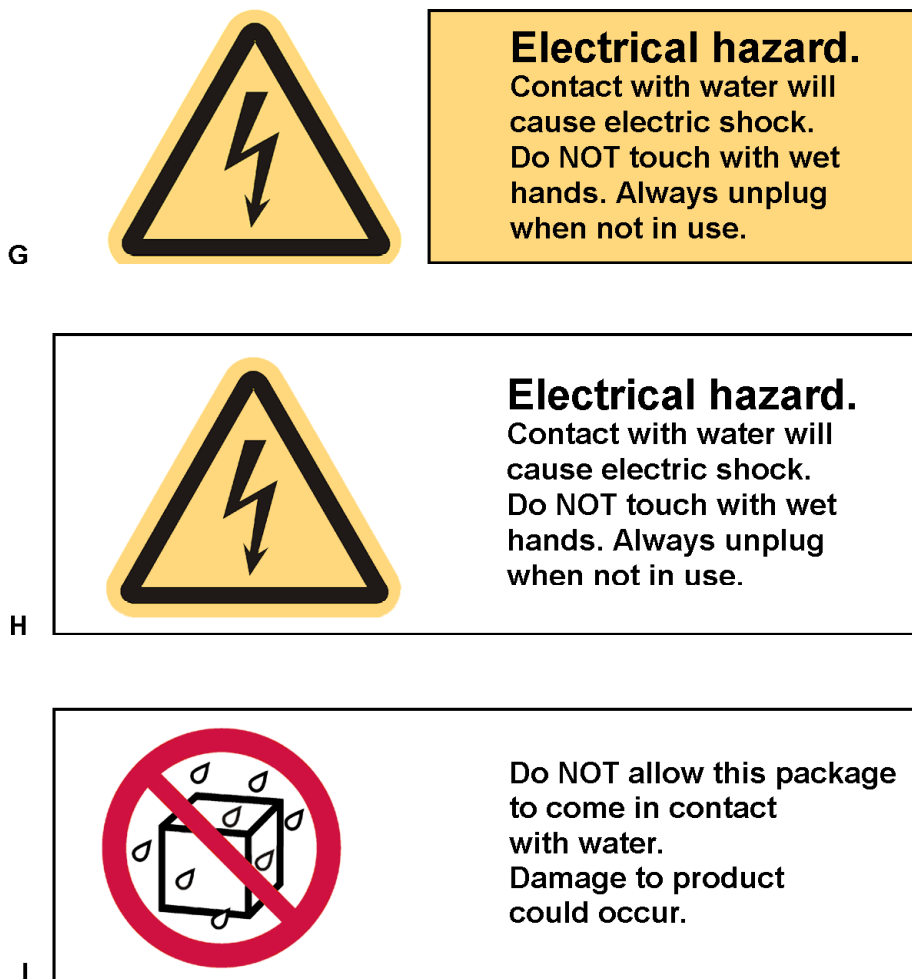 Electrical hazard.
Contact with water will
cause electric shock.
Do NOT touch with wet
hands. Always unplug
when not in use.
G
Electrical hazard.
Contact with water will
cause electric shock.
Do NOT touch with wet
hands. Always unplug
when not in use.
H
Do NOT allow this package
to come in contact
with water.
Damage to product
could occur.
I